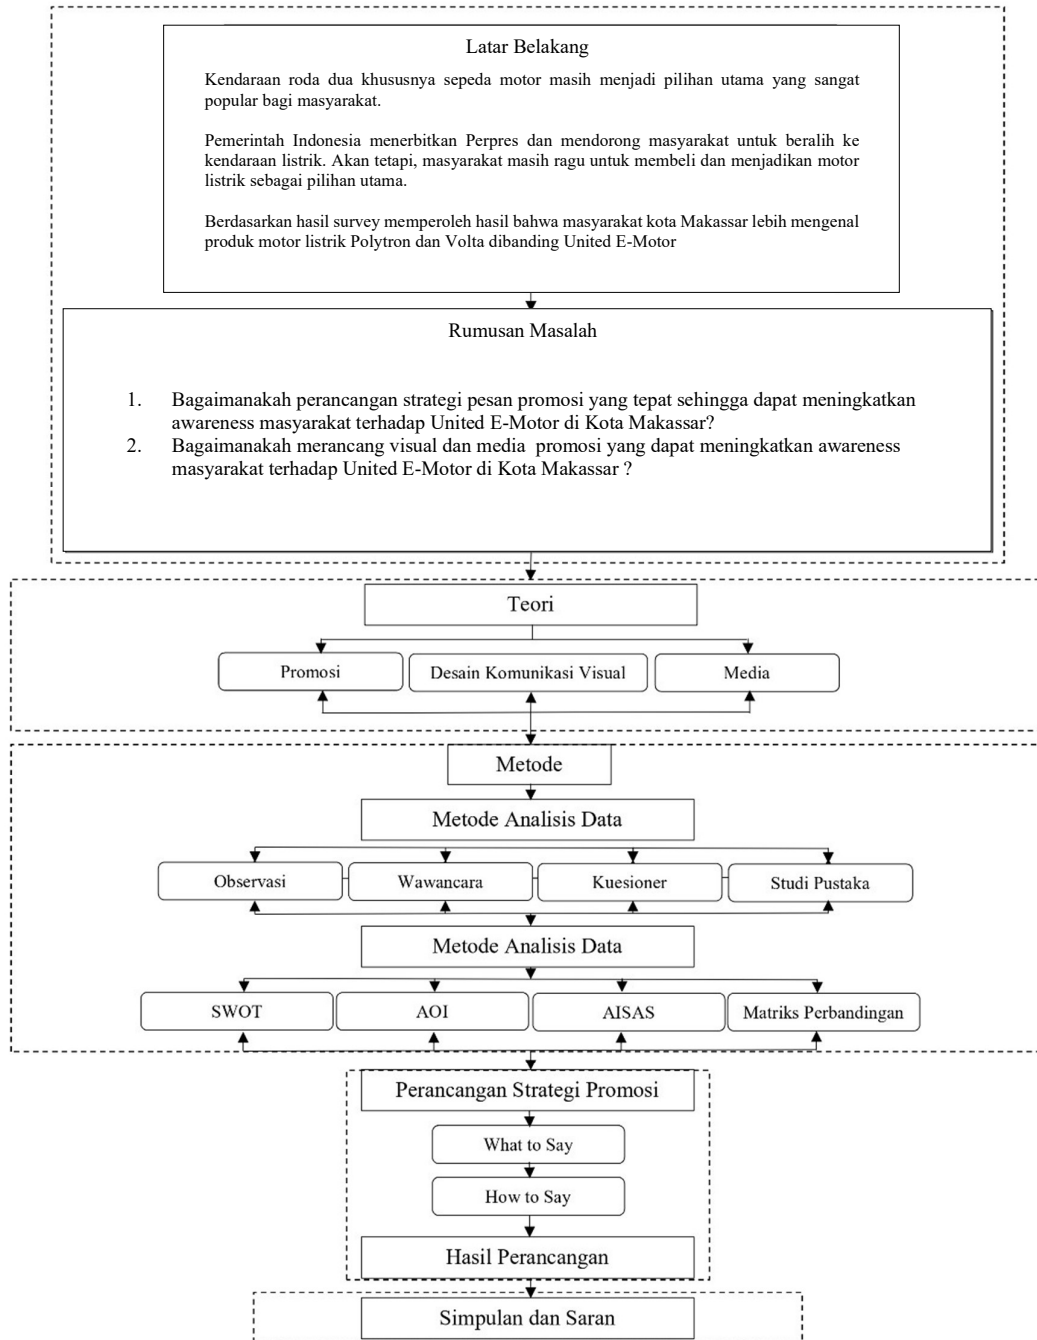 Latar Belakang
Kendaraan roda dua khususnya sepeda motor masih menjadi pilihan utama yang sangat
popular bagi masyarakat.
Pemerintah Indonesia menerbitkan Perpres dan mendorong masyarakat untuk beralih ke
kendaraan listrik. Akan tetapi, masyarakat masih ragu untuk membeli dan menjadikan motor
listrik sebagai pilihan utama.
Berdasarkan hasil survey memperoleh hasil bahwa masyarakat kota Makassar lebih mengenal
produk motor listrik Polytron dan Volta dibanding United E-Motor
Rumusan Masalah
1. Bagaimanakah perancangan strategi pesan promosi yang tepat sehingga dapat meningkatkan
awareness masyarakat terhadap United E-Motor di Kota Makassar?
2. Bagaimanakah merancang visual dan media promosi yang dapat meningkatkan awareness
masyarakat terhadap United E-Motor di Kota Makassar ?
Teori
Promosi
Desain Komunikasi Visual
Media
Metode
Metode Analisis Data
Observasi
Wawancara
Kuesioner
Studi Pustaka
Metode Analisis Data
SWOT
AOI
AISAS
Matriks Perbandingan
Perancangan Strategi Promosi
What to Say
How to Say
Hasil Perancangan
Simpulan dan Saran